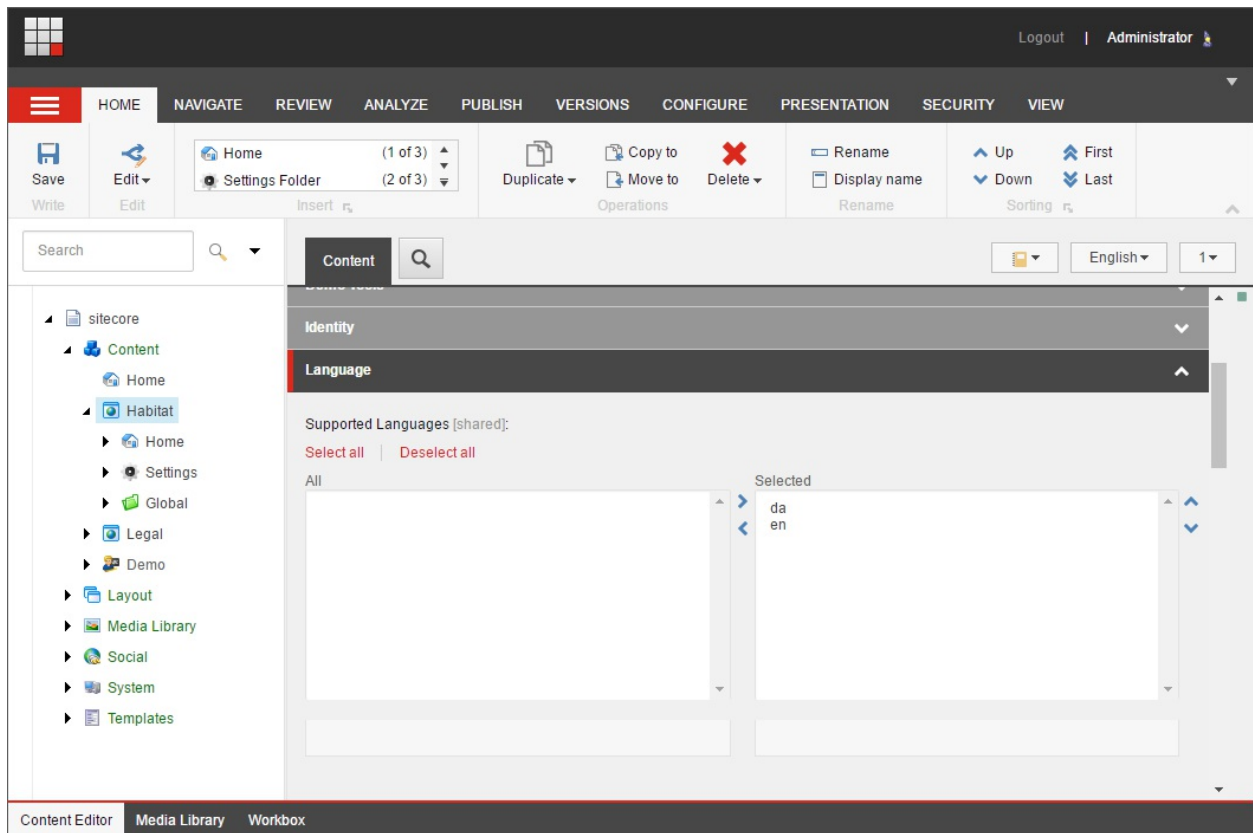 Logout | Administrator
HOME NAVIGATE REVIEW ANALYZE PUBLISH VERSIONS CONFIGURE PRESENTATION SECURITY VIEW
Home (1 of 3) Copy to Rename Up First
Save Edit Settings Folder (2 of 3) Duplicate Move to Delete Display name Down Last
Write Edit Insert Operations Rename Sorting
Search
Content
English
1
sitecore
Content
Home
Habitat
Home
Settings
Global
Legal
Demo
Layout
Media Library
Social
System
Templates
Demo Tools
Identity
Language
Supported Languages [shared]:
Select all | Deselect all
All Selected
da
en
Content Editor Media Library Workbox